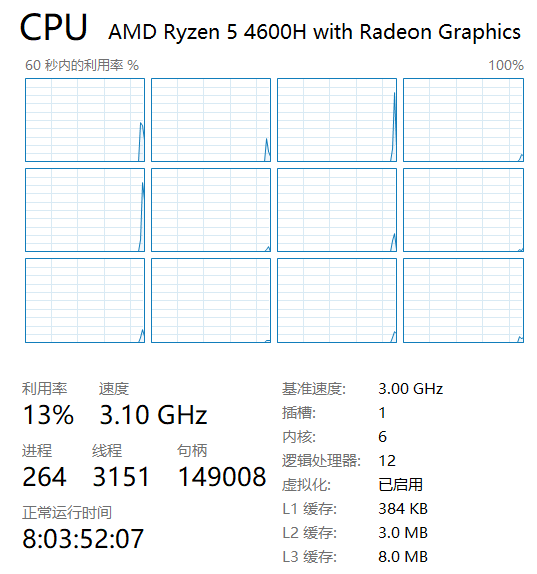 CPU AMD Ryzen 5 4600H with Radeon Graphics
60 秒内的利用率 % 100%
利用率 速度
13% 3.10 GHz
进程 线程 句柄
264 3151 149008
正常运行时间
8:03:52:07
基准速度: 3.00 GHz
插槽: 1
内核: 6
逻辑处理器: 12
虚拟化: 已启用
L1 缓存: 384 KB
L2 缓存: 3.0 MB
L3 缓存: 8.0 MB